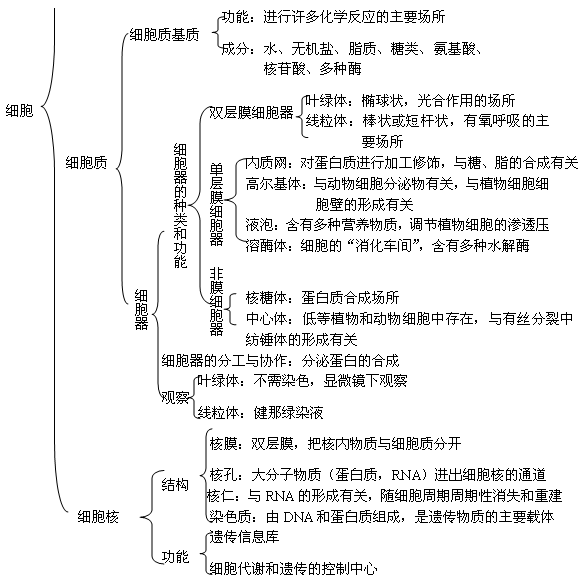 功能：进行许多化学反应的主要场所
细胞质基质
成分：水、无机盐、脂质、糖类、氨基酸、
核苷酸、多种酶
细胞
细胞质
叶绿体：椭球状，光合作用的场所
双层膜细胞器
线粒体：棒状或短杆状，有氧呼吸的主
要场所
细胞器的种类和功能
单层膜细胞器
内质网：对蛋白质进行加工修饰，与糖、脂的合成有关
高尔基体：与动物细胞分泌物有关，与植物细胞细
胞壁的形成有关
液泡：含有多种营养物质，调节植物细胞的渗透压
溶酶体：细胞的“消化车间”，含有多种水解酶
细胞器
非膜细胞器
核糖体：蛋白质合成场所
中心体：低等植物和动物细胞中存在，与有丝分裂中
纺锤体的形成有关
细胞器的分工与协作：分泌蛋白的合成
叶绿体：不需染色，显微镜下观察
观察
线粒体：健那绿染液
核膜：双层膜，把核内物质与细胞质分开
结构
核孔：大分子物质（蛋白质，RNA）进出细胞核的通道
核仁：与 RNA 的形成有关，随细胞周期周期性消失和重建
细胞核
染色质：由 DNA 和蛋白质组成，是遗传物质的主要载体
遗传信息库
功能
细胞代谢和遗传的控制中心